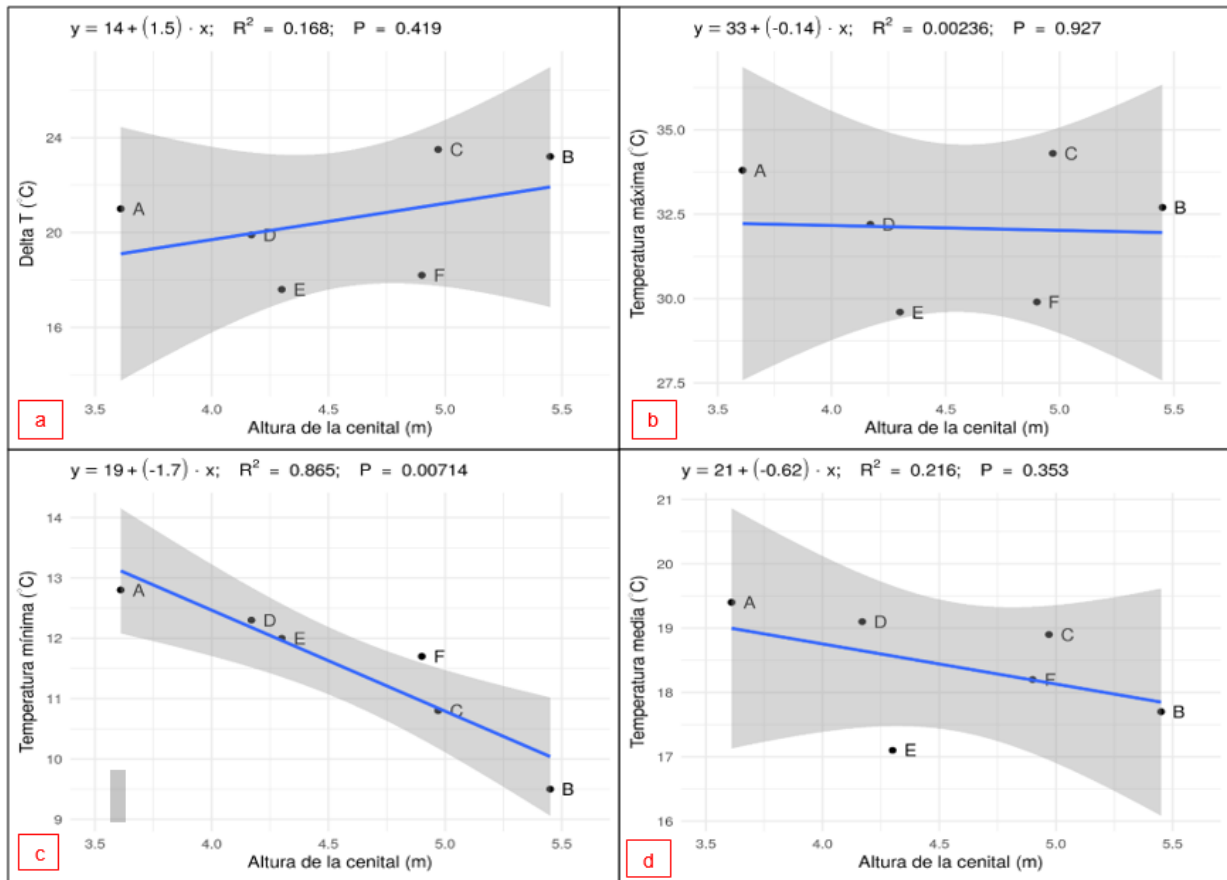 y = 14 + (1.5) · x; R² = 0.168; P = 0.419
Delta T (°C)
24
20
16
A
D
E
F
C
B
3.5 4.0 4.5 5.0 5.5
Altura de la cenital (m)
a
y = 33 + (-0.14) · x; R² = 0.00236; P = 0.927
Temperatura máxima (°C)
35.0
32.5
30.0
27.5
A
D
E
F
C
B
3.5 4.0 4.5 5.0 5.5
Altura de la cenital (m)
b
y = 19 + (-1.7) · x; R² = 0.865; P = 0.00714
Temperatura mínima (°C)
14
13
12
11
10
9
A
D
E
F
C
B
3.5 4.0 4.5 5.0 5.5
Altura de la cenital (m)
c
y = 21 + (-0.62) · x; R² = 0.216; P = 0.353
Temperatura media (°C)
21
20
19
18
17
16
A
D
E
F
C
B
3.5 4.0 4.5 5.0 5.5
Altura de la cenital (m)
d